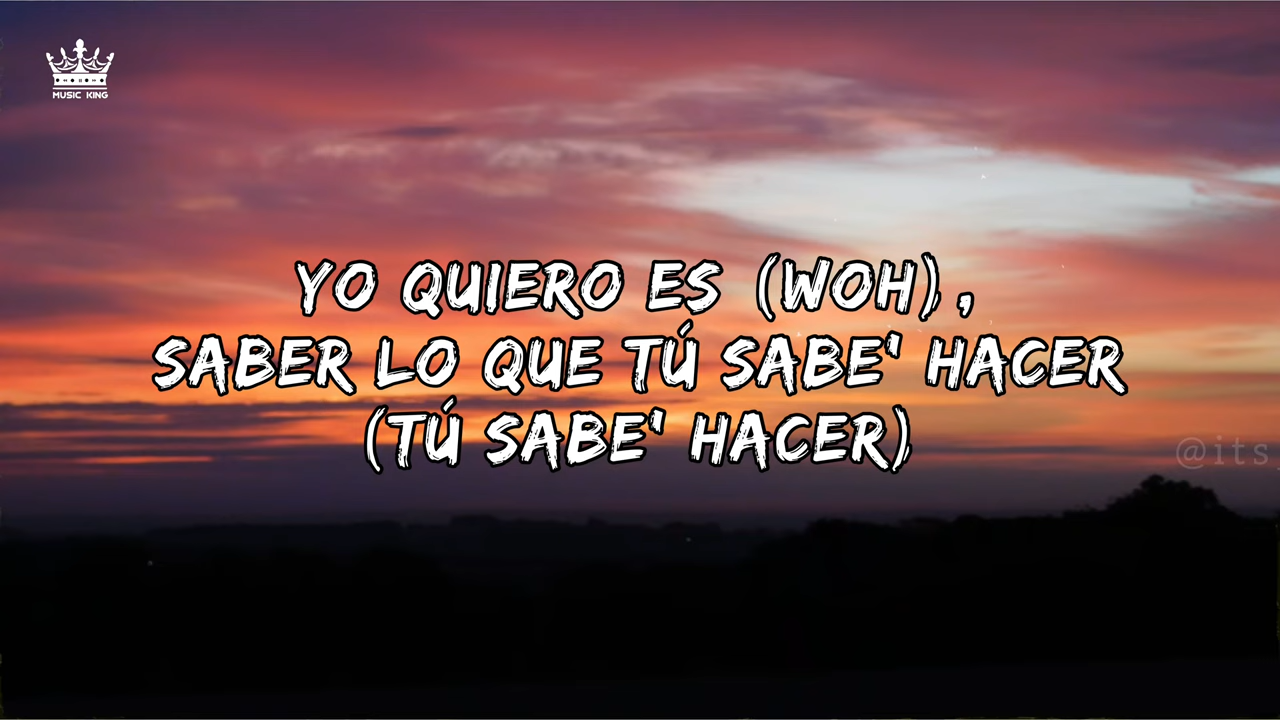 MUSIC KING
YO QUIERO ES (WOH),
SABER LO QUE TÚ SABE' HACER
(TÚ SABE' HACER)
@its